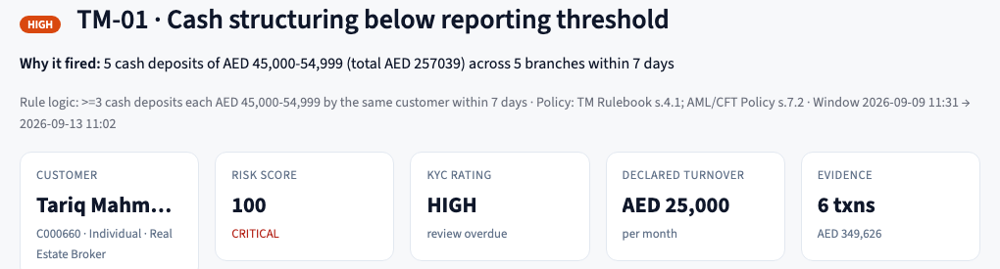 HIGH TM-01 · Cash structuring below reporting threshold
Why it fired: 5 cash deposits of AED 45,000-54,999 (total AED 257039) across 5 branches within 7 days
Rule logic: >=3 cash deposits each AED 45,000-54,999 by the same customer within 7 days · Policy: TM Rulebook s.4.1; AML/CFT Policy s.7.2 · Window 2026-09-09 11:31 →
2026-09-13 11:02
CUSTOMER
Tariq Mahm...
C000660 · Individual · Real
Estate Broker
RISK SCORE
100
CRITICAL
KYC RATING
HIGH
review overdue
DECLARED TURNOVER
AED 25,000
per month
EVIDENCE
6 txns
AED 349,626